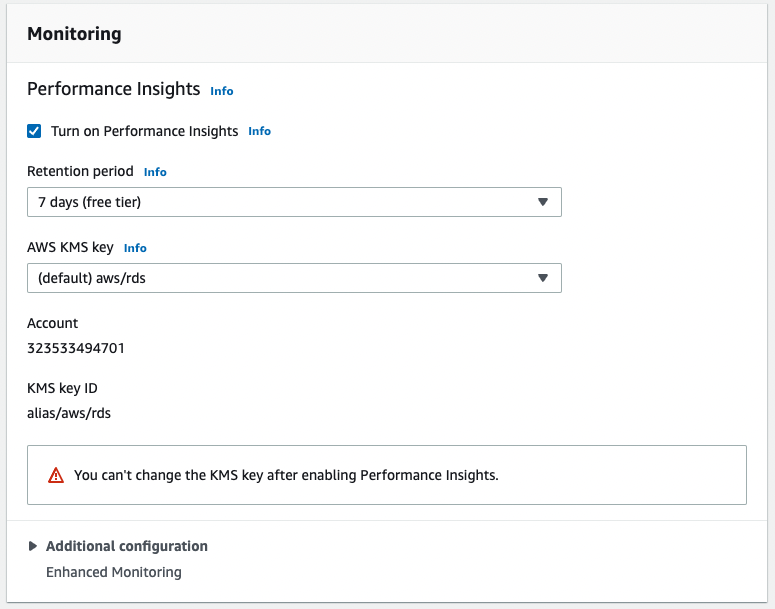 Monitoring
Performance Insights Info
Turn on Performance Insights Info
Retention period Info
7 days (free tier)
AWS KMS key Info
(default) aws/rds
Account
323533494701
KMS key ID
alias/aws/rds
You can't change the KMS key after enabling Performance Insights.
Additional configuration
Enhanced Monitoring